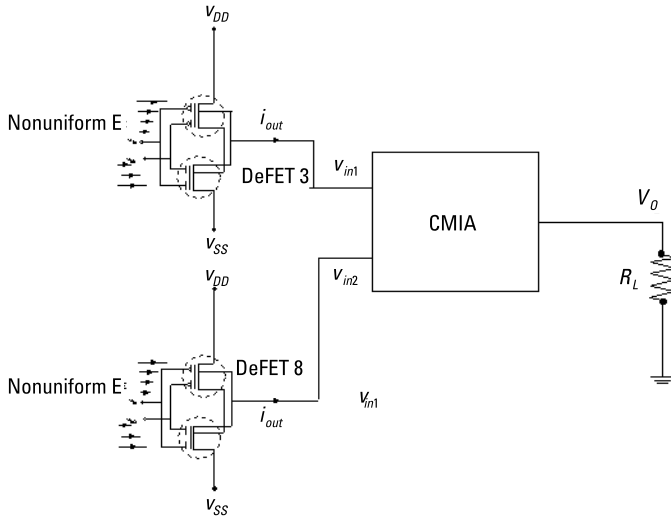 v_DD
Nonuniform E
i_out
DeFET 3
v_in1
v_SS
CMIA
V_O
R_L
v_DD
v_in2
DeFET 8
Nonuniform E
i_out
v_in1
v_SS